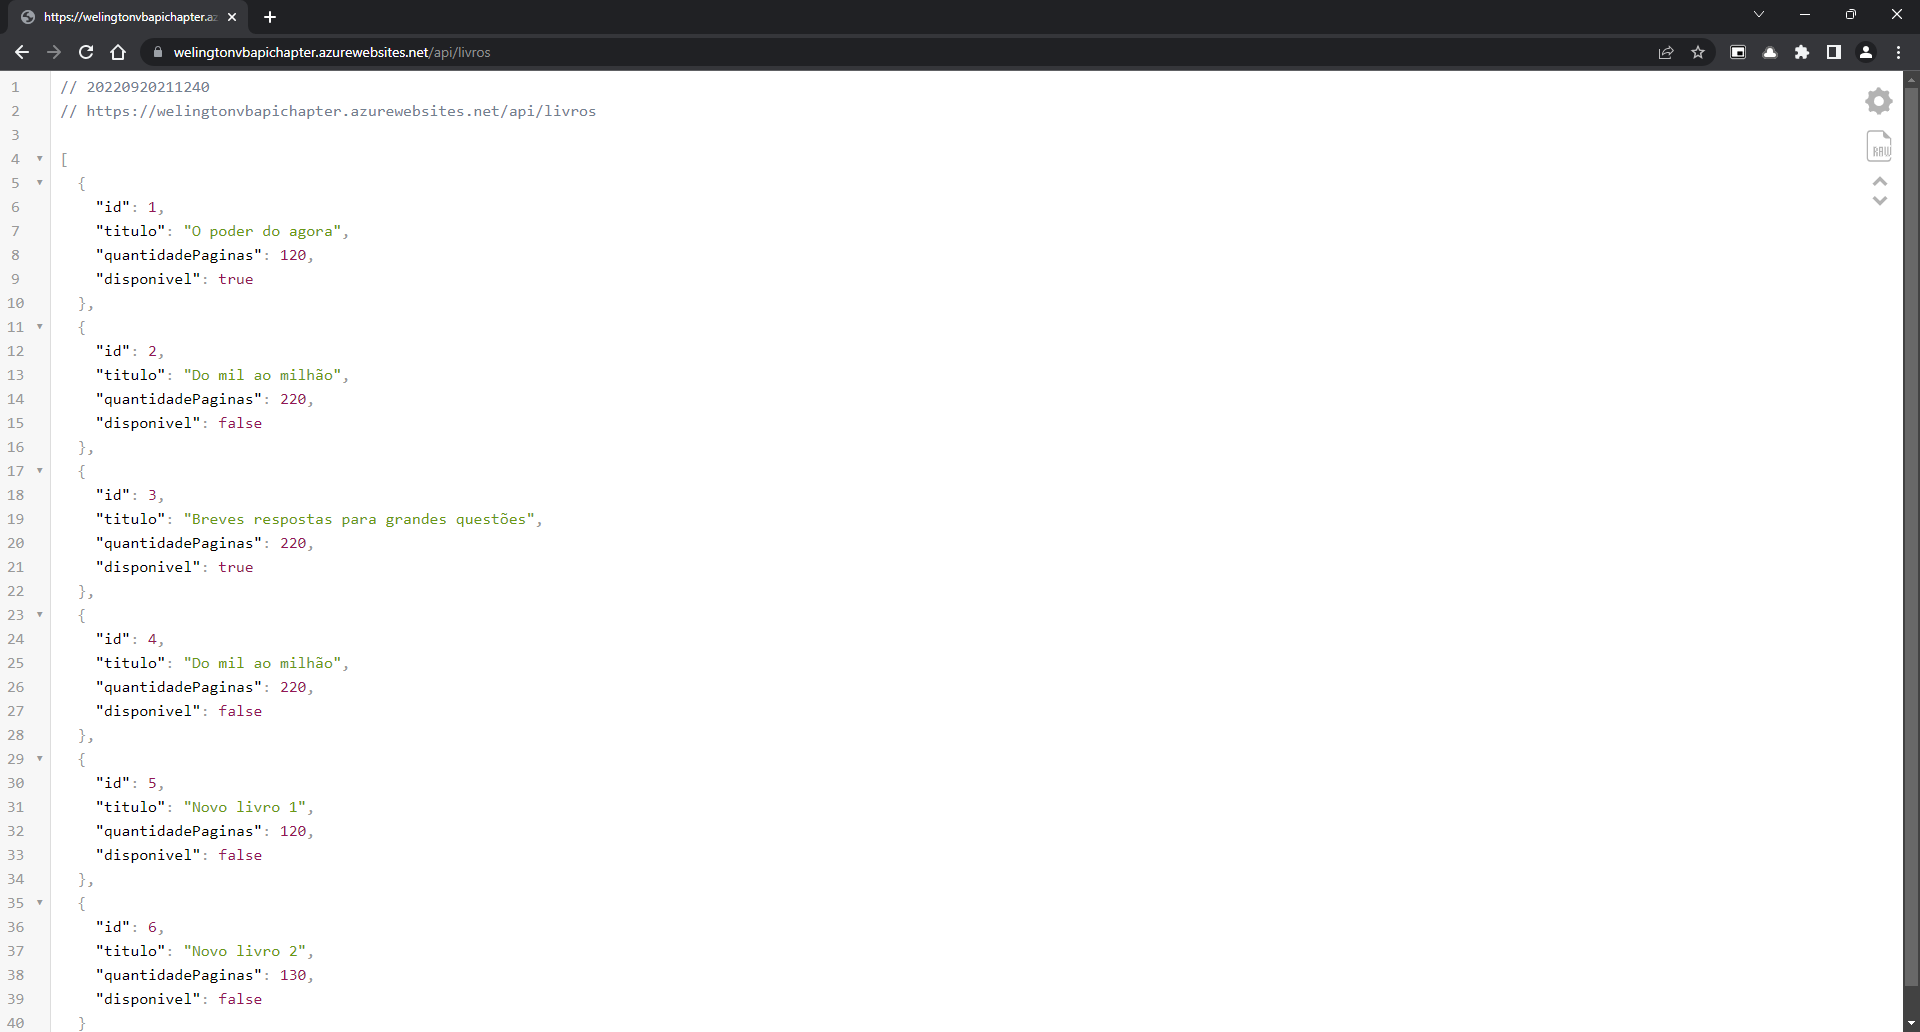 https://welingtonvbapichapter.az
welingtonvbapichapter.azurewebsites.net/api/livros
1 // 20220920211240
2 // https://welingtonvbapichapter.azurewebsites.net/api/livros
3
4 [
5 {
6 "id": 1,
7 "titulo": "O poder do agora",
8 "quantidadePaginas": 120,
9 "disponivel": true
10 },
11 {
12 "id": 2,
13 "titulo": "Do mil ao milhão",
14 "quantidadePaginas": 220,
15 "disponivel": false
16 },
17 {
18 "id": 3,
19 "titulo": "Breves respostas para grandes questões",
20 "quantidadePaginas": 220,
21 "disponivel": true
22 },
23 {
24 "id": 4,
25 "titulo": "Do mil ao milhão",
26 "quantidadePaginas": 220,
27 "disponivel": false
28 },
29 {
30 "id": 5,
31 "titulo": "Novo livro 1",
32 "quantidadePaginas": 120,
33 "disponivel": false
34 },
35 {
36 "id": 6,
37 "titulo": "Novo livro 2",
38 "quantidadePaginas": 130,
39 "disponivel": false
40 }
RAW